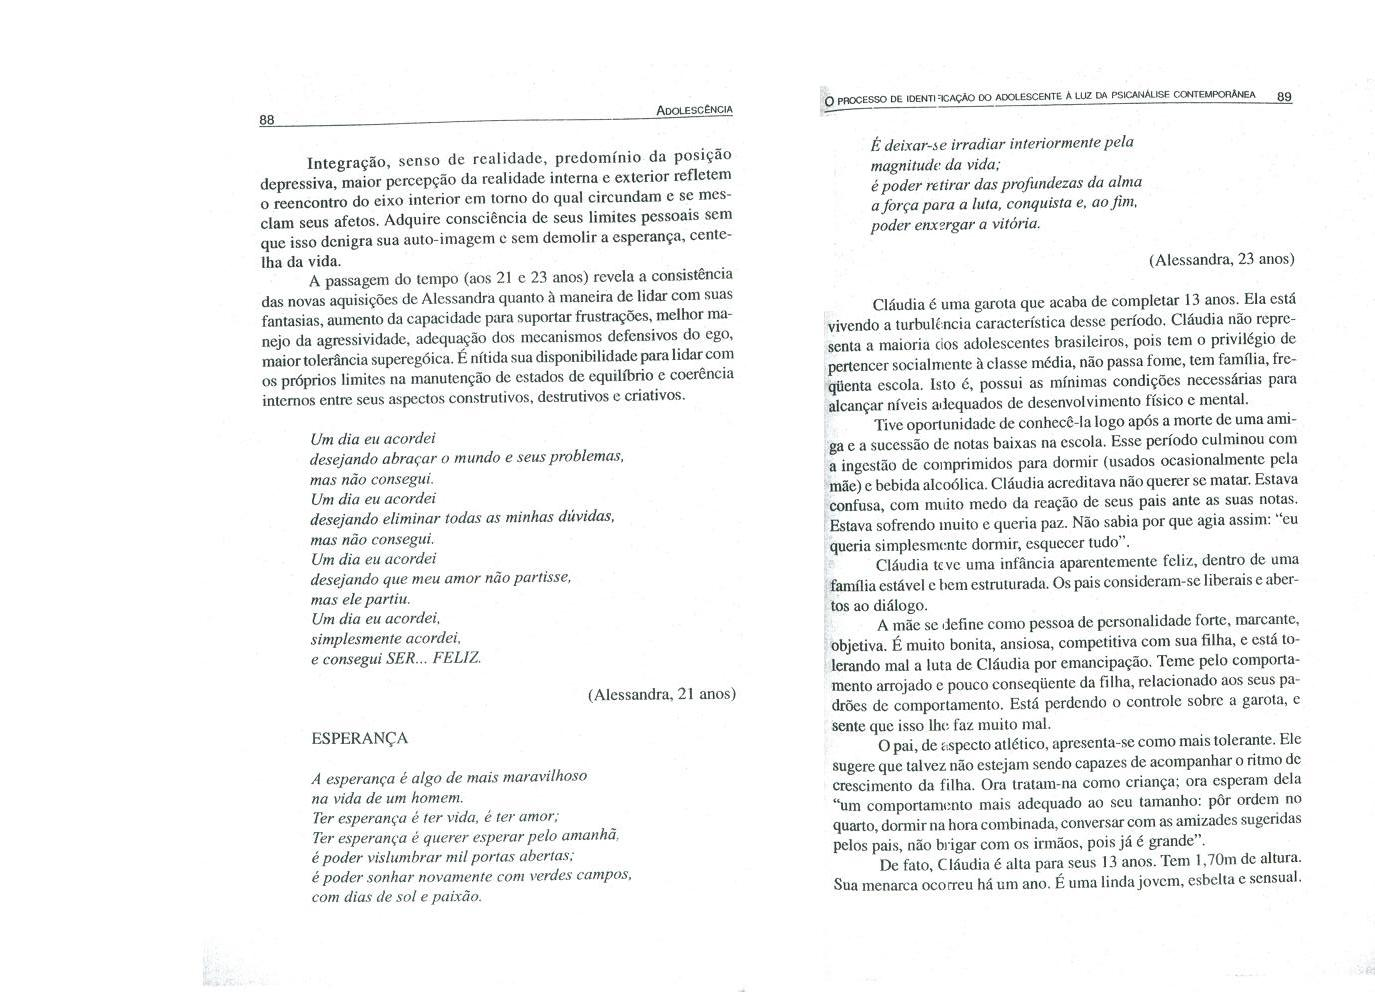 88 ADOLESCÊNCIA
Integração, senso de realidade, predomínio da posição
depressiva, maior percepção da realidade interna e exterior refletem
o reencontro do eixo interior em torno do qual circundam e se mes-
clam seus afetos. Adquire consciência de seus limites pessoais sem
que isso denigra sua auto-imagem e sem demolir a esperança, cente-
lha da vida.
A passagem do tempo (aos 21 e 23 anos) revela a consistência
das novas aquisições de Alessandra quanto à maneira de lidar com suas
fantasias, aumento da capacidade para suportar frustrações, melhor ma-
nejo da agressividade, adequação dos mecanismos defensivos do ego,
maior tolerância superegóica. É nítida sua disponibilidade para lidar com
os próprios limites na manutenção de estados de equilíbrio e coerência
internos entre seus aspectos construtivos, destrutivos e criativos.
Um dia eu acordei
desejando abraçar o mundo e seus problemas,
mas não consegui.
Um dia eu acordei
desejando eliminar todas as minhas dúvidas,
mas não consegui.
Um dia eu acordei
desejando que meu amor não partisse,
mas ele partiu.
Um dia eu acordei,
simplesmente acordei,
e consegui SER... FELIZ.
(Alessandra, 21 anos)
ESPERANÇA
A esperança é algo de mais maravilhoso
na vida de um homem.
Ter esperança é ter vida, é ter amor;
Ter esperança é querer esperar pelo amanhã,
é poder vislumbrar mil portas abertas;
é poder sonhar novamente com verdes campos,
com dias de sol e paixão.
O PROCESSO DE IDENTIFICAÇÃO DO ADOLESCENTE À LUZ DA PSICANÁLISE CONTEMPORÂNEA 89
É deixar-se irradiar interiormente pela
magnitude da vida;
é poder retirar das profundezas da alma
a força para a luta, conquista e, ao fim,
poder enxergar a vitória.
(Alessandra, 23 anos)
Cláudia é uma garota que acaba de completar 13 anos. Ela está
vivendo a turbulência característica desse período. Cláudia não repre-
senta a maioria dos adolescentes brasileiros, pois tem o privilégio de
pertencer socialmente à classe média, não passa fome, tem família, fre-
qüenta escola. Isto é, possui as mínimas condições necessárias para
alcançar níveis adequados de desenvolvimento físico e mental.
Tive oportunidade de conhecê-la logo após a morte de uma ami-
ga e a sucessão de notas baixas na escola. Esse período culminou com
a ingestão de comprimidos para dormir (usados ocasionalmente pela
mãe) e bebida alcoólica. Cláudia acreditava não querer se matar. Estava
confusa, com muito medo da reação de seus pais ante as suas notas.
Estava sofrendo muito e queria paz. Não sabia por que agia assim: “eu
queria simplesmente dormir, esquecer tudo”.
Cláudia teve uma infância aparentemente feliz, dentro de uma
família estável e bem estruturada. Os pais consideram-se liberais e aber-
tos ao diálogo.
A mãe se define como pessoa de personalidade forte, marcante,
objetiva. É muito bonita, ansiosa, competitiva com sua filha, e está to-
lerando mal a luta de Cláudia por emancipação. Teme pelo comporta-
mento arrojado e pouco conseqüente da filha, relacionado aos seus pa-
drões de comportamento. Está perdendo o controle sobre a garota, e
sente que isso lhe faz muito mal.
O pai, de aspecto atlético, apresenta-se como mais tolerante. Ele
sugere que talvez não estejam sendo capazes de acompanhar o ritmo de
crescimento da filha. Ora tratam-na como criança; ora esperam dela
“um comportamento mais adequado ao seu tamanho: pôr ordem no
quarto, dormir na hora combinada, conversar com as amizades sugeridas
pelos pais, não brigar com os irmãos, pois já é grande”.
De fato, Cláudia é alta para seus 13 anos. Tem 1,70m de altura.
Sua menarca ocorreu há um ano. É uma linda jovem, esbelta e sensual.